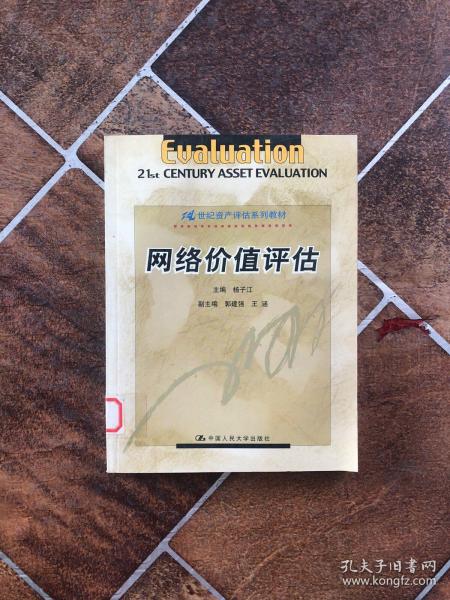 Evaluation
21st CENTURY ASSET EVALUATION
21世纪资产评估系列教材
网络价值评估
主编 杨子江
副主编 郭建强 王涵
中国人民大学出版社
孔夫子旧书网
www.kongfz.com